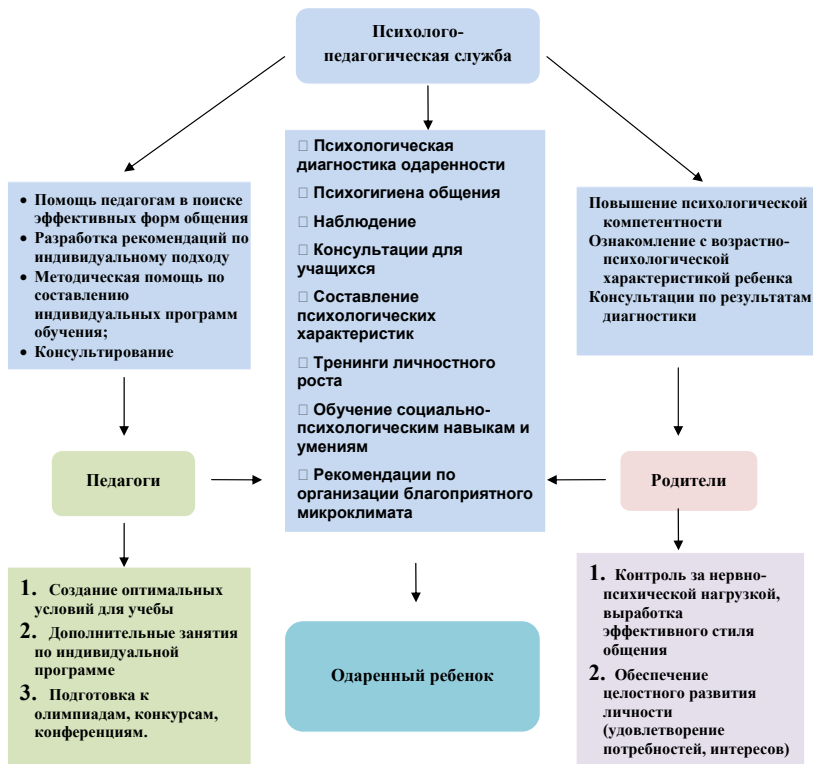 Психолого-
педагогическая служба
• Помощь педагогам в поиске
эффективных форм общения
• Разработка рекомендаций по
индивидуальному подходу
• Методическая помощь по
составлению
индивидуальных программ
обучения;
• Консультирование
□ Психологическая
диагностика одаренности
□ Психогигиена общения
□ Наблюдение
□ Консультации для
учащихся
□ Составление
психологических
характеристик
□ Тренинги личностного
роста
□ Обучение социально-
психологическим навыкам и
умениям
□ Рекомендации по
организации благоприятного
микроклимата
Повышение психологической
компетентности
Ознакомление с возрастно-
психологической
характеристикой ребенка
Консультации по результатам
диагностики
Педагоги
Родители
1. Создание оптимальных
условий для учебы
2. Дополнительные занятия
по индивидуальной
программе
3. Подготовка к
олимпиадам, конкурсам,
конференциям.
Одаренный ребенок
1. Контроль за нервно-
психической нагрузкой,
выработка
эффективного стиля
общения
2. Обеспечение
целостного развития
личности
(удовлетворение
потребностей, интересов)